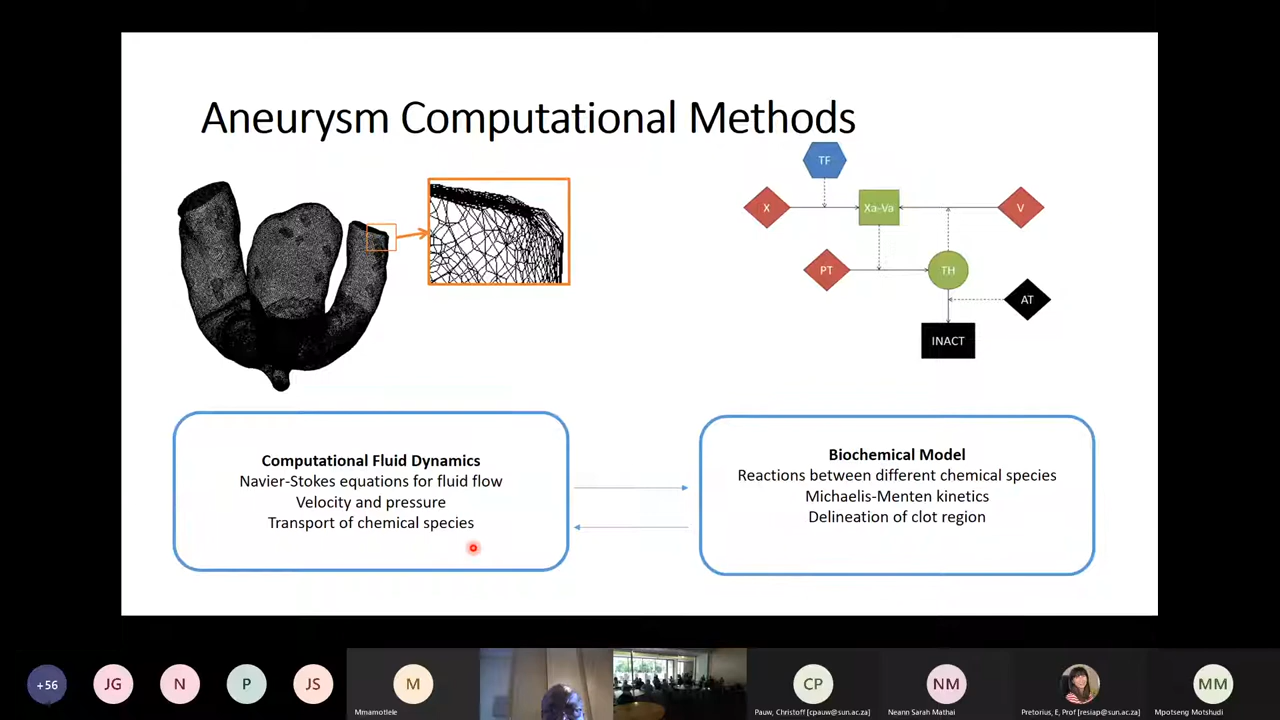 Aneurysm Computational Methods
TF
X
Xa-Va
V
PT
TH
AT
INACT
Computational Fluid Dynamics
Navier-Stokes equations for fluid flow
Velocity and pressure
Transport of chemical species
Biochemical Model
Reactions between different chemical species
Michaelis-Menten kinetics
Delineation of clot region
+56
JG
N
P
JS
M
CP
NM
MM
Mmamotlele
Pauw, Christoff [cpauw@sun.ac.za]
Neann Sarah Mathai
Pretorius, E, Prof [resiap@sun.ac.za]
Mpotseng Motshudi